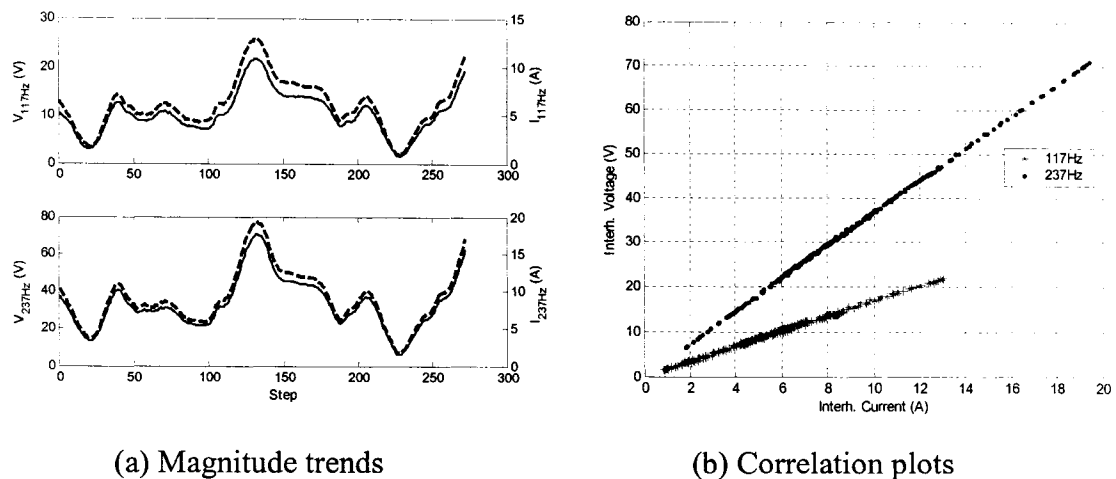 30
20
10
0
V117Hz (V)
15
10
5
0
I117Hz (A)
0 50 100 150 200 250 300
80
60
40
20
0
V237Hz (V)
20
15
10
5
0
I237Hz (A)
0 50 100 150 200 250 300
Step
(a) Magnitude trends
80
70
60
50
40
30
20
10
0
Interh. Voltage (V)
117Hz
237Hz
0 2 4 6 8 10 12 14 16 18 20
Interh. Current (A)
(b) Correlation plots